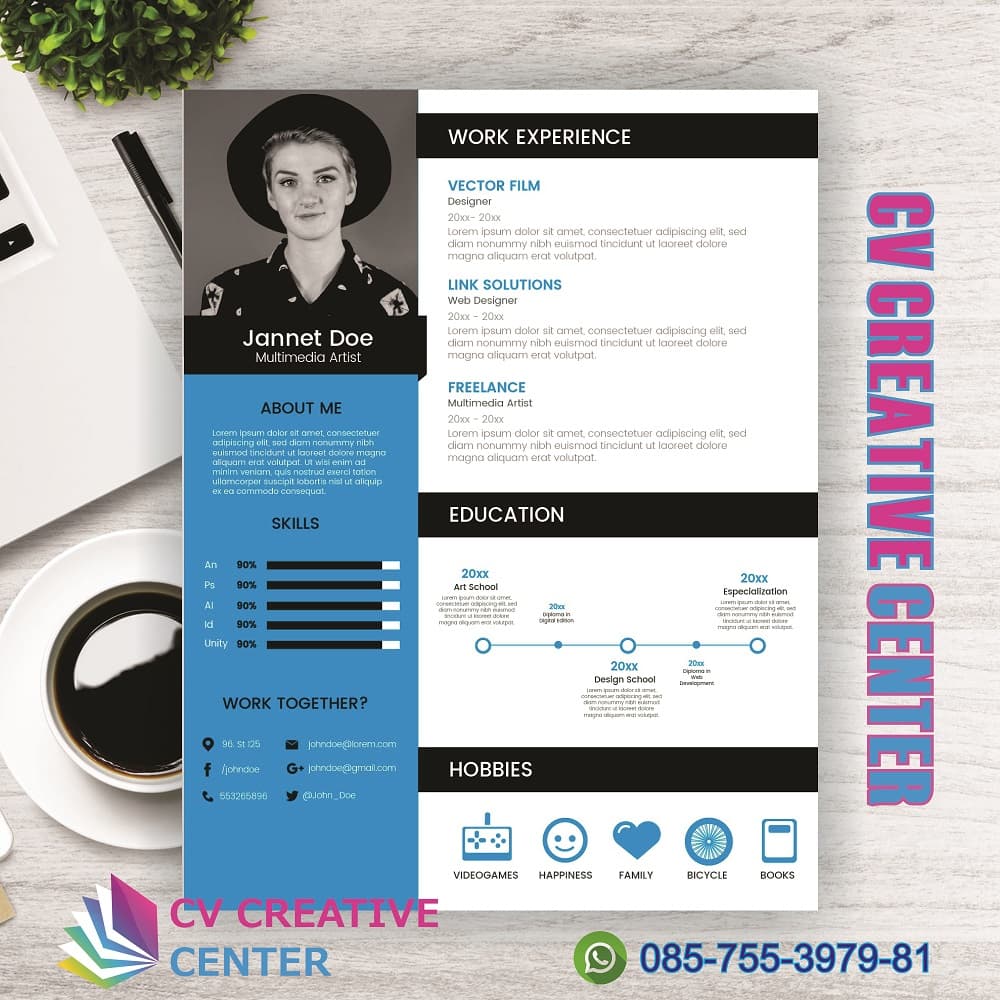 Jannet Doe
Multimedia Artist
ABOUT ME
Lorem ipsum dolor sit amet, consectetuer
adipiscing elit, sed diam nonummy nibh
euismod tincidunt ut laoreet dolore magna
aliquam erat volutpat. Ut wisi enim ad
minim veniam, quis nostrud exerci tation
ullamcorper suscipit lobortis nisl ut aliquip
ex ea commodo consequat.
SKILLS
An 90%
Ps 90%
AI 90%
Id 90%
Unity 90%
WORK TOGETHER?
96. St 125
johndoe@lorem.com
/johndoe
johndoe@gmail.com
553265896
@John_Doe
WORK EXPERIENCE
VECTOR FILM
Designer
20xx- 20xx
Lorem ipsum dolor sit amet, consectetuer adipiscing elit, sed
diam nonummy nibh euismod tincidunt ut laoreet dolore
magna aliquam erat volutpat.
LINK SOLUTIONS
Web Designer
20xx - 20xx
Lorem ipsum dolor sit amet, consectetuer adipiscing elit, sed
diam nonummy nibh euismod tincidunt ut laoreet dolore
magna aliquam erat volutpat.
FREELANCE
Multimedia Artist
20xx - 20xx
Lorem ipsum dolor sit amet, consectetuer adipiscing elit, sed
diam nonummy nibh euismod tincidunt ut laoreet dolore
magna aliquam erat volutpat.
EDUCATION
20xx
Art School
Lorem ipsum dolor sit amet,
consectetuer adipiscing elit, sed
diam nonummy nibh euismod
tincidunt ut laoreet dolore
magna aliquam erat volutpat.
20xx
Diploma in
Digital Edition
20xx
Design School
Lorem ipsum dolor sit amet,
consectetuer adipiscing elit, sed
diam nonummy nibh euismod
tincidunt ut laoreet dolore
magna aliquam erat volutpat.
20xx
Diploma in
Web
Development
20xx
Especialization
Lorem ipsum dolor sit amet,
consectetuer adipiscing elit, sed
diam nonummy nibh euismod
tincidunt ut laoreet dolore
magna aliquam erat volutpat.
HOBBIES
VIDEOGAMES
HAPPINESS
FAMILY
BICYCLE
BOOKS
CV CREATIVE CENTER
CV CREATIVE
CENTER
085-755-3979-81